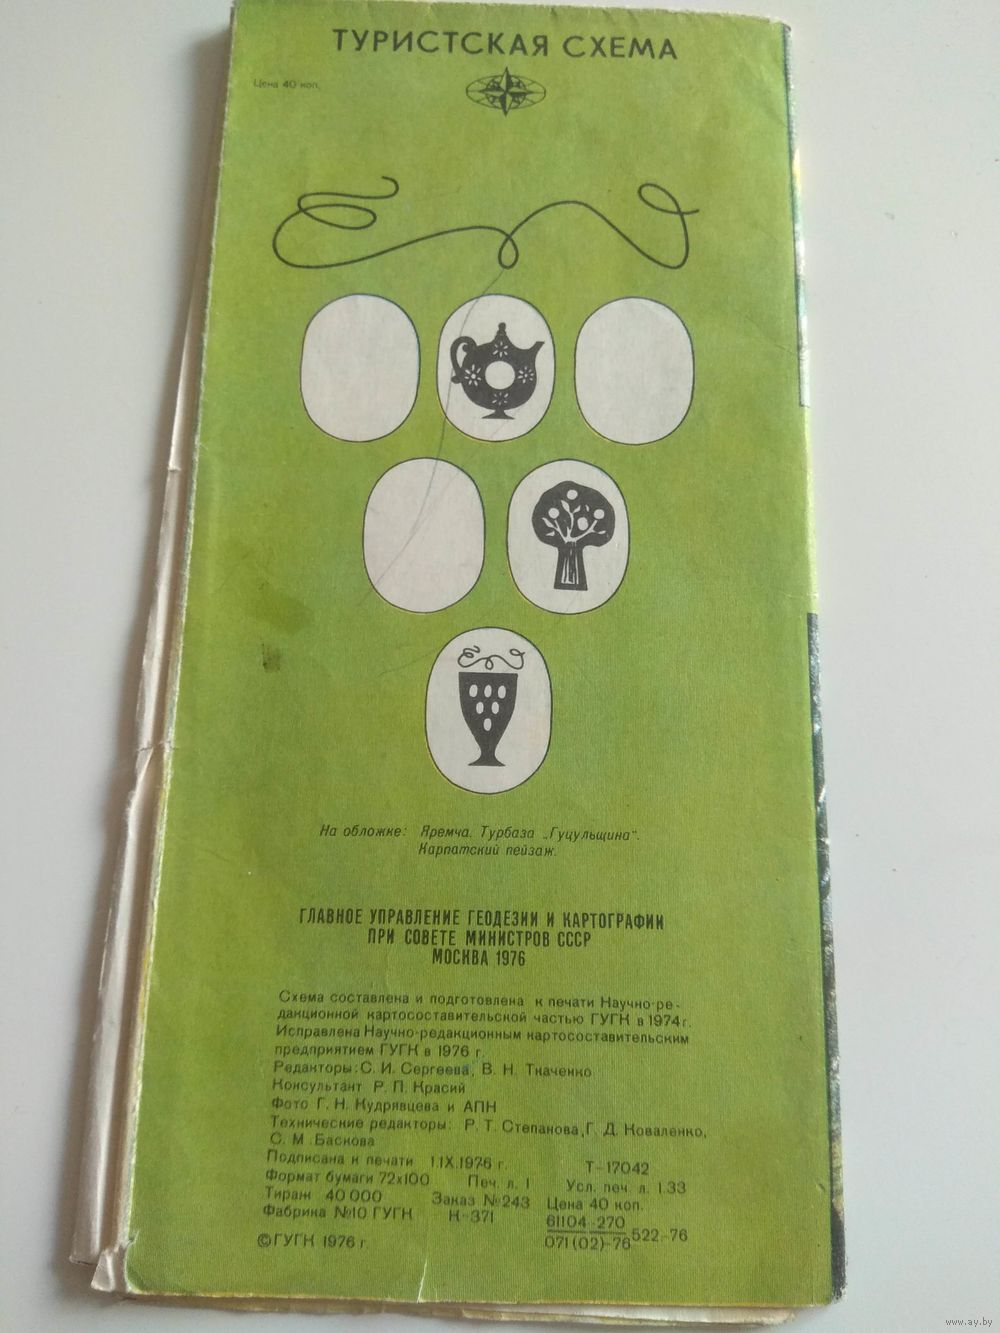 ТУРИСТСКАЯ СХЕМА
Цена 40 коп.
На обложке: Яремча. Турбаза „Гуцульщина“.
Карпатский пейзаж.
ГЛАВНОЕ УПРАВЛЕНИЕ ГЕОДЕЗИИ И КАРТОГРАФИИ
ПРИ СОВЕТЕ МИНИСТРОВ СССР
МОСКВА 1976
Схема составлена и подготовлена к печати Научно-ре-
дакционной картосоставительской частью ГУГК в 1974 г.
Исправлена Научно-редакционным картосоставительским
предприятием ГУГК в 1976 г.
Редакторы: С. И. Сергеева, В. Н. Ткаченко
Консультант Р. П. Красий
Фото Г. Н. Кудрявцева и АПН
Технические редакторы: Р. Т. Степанова, Г. Д. Коваленко,
С. М. Баскова
Подписана к печати 1.IX.1976 г. Т-17042
Формат бумаги 72х100 Печ. л. 1 Усл. печ. л. 1.33
Тираж 40 000 Заказ №243 Цена 40 коп.
Фабрика №10 ГУГК К-371 61104-270
071(02)-76 522-76
©ГУГК 1976 г.
www.ay.by